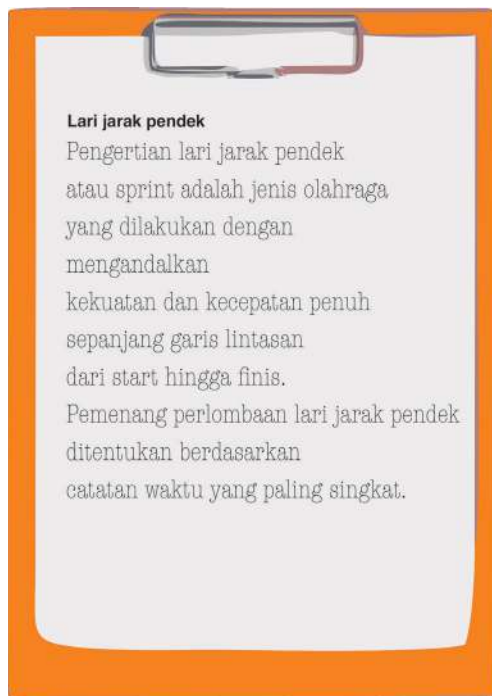 Lari jarak pendek
Pengertian lari jarak pendek
atau sprint adalah jenis olahraga
yang dilakukan dengan
mengandalkan
kekuatan dan kecepatan penuh
sepanjang garis lintasan
dari start hingga finis.
Pemenang perlombaan lari jarak pendek
ditentukan berdasarkan
catatan waktu yang paling singkat.